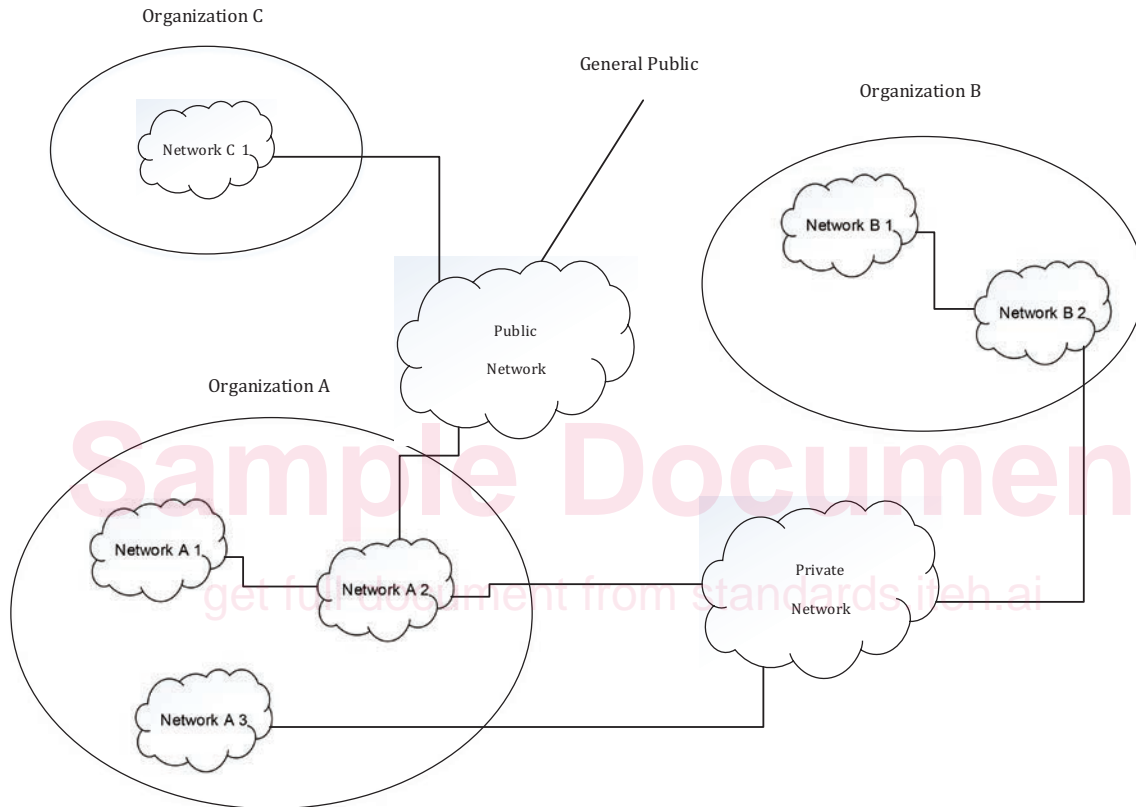 Organization C
General Public
Organization B
Network C 1
Network B 1
Network B 2
Public
Network
Organization A
Sample Documen
Network A 1
Network A 2
Private
Network
get full document from standards.iteh.ai
Network A 3